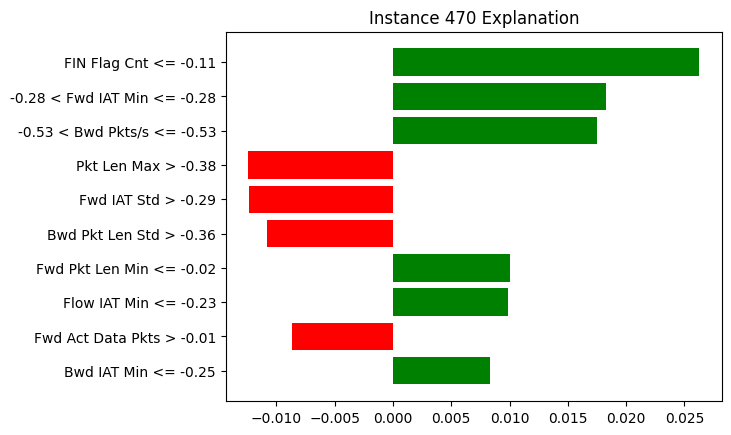 Instance 470 Explanation
FIN Flag Cnt <= -0.11
-0.28 < Fwd IAT Min <= -0.28
-0.53 < Bwd Pkts/s <= -0.53
Pkt Len Max > -0.38
Fwd IAT Std > -0.29
Bwd Pkt Len Std > -0.36
Fwd Pkt Len Min <= -0.02
Flow IAT Min <= -0.23
Fwd Act Data Pkts > -0.01
Bwd IAT Min <= -0.25
−0.010 −0.005 0.000 0.005 0.010 0.015 0.020 0.025